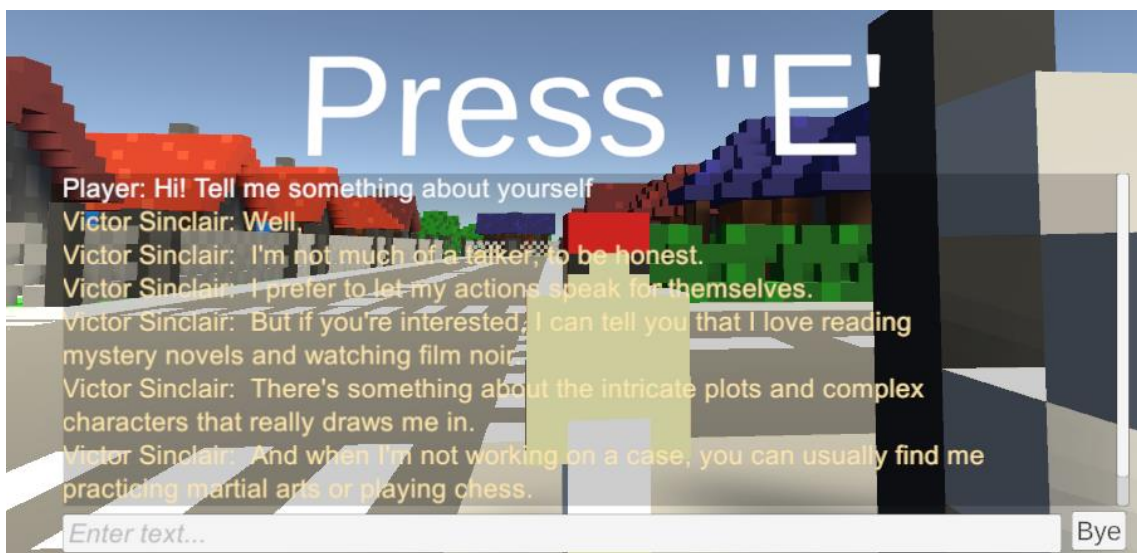 Press "E'
Player: Hi! Tell me something about yourself
Victor Sinclair: Well,
Victor Sinclair:  I'm not much of a talker, to be honest.
Victor Sinclair:  I prefer to let my actions speak for themselves.
Victor Sinclair:  But if you're interested, I can tell you that I love reading
mystery novels and watching film noir.
Victor Sinclair:  There's something about the intricate plots and complex
characters that really draws me in.
Victor Sinclair:  And when I'm not working on a case, you can usually find me
practicing martial arts or playing chess.
Enter text...
Bye